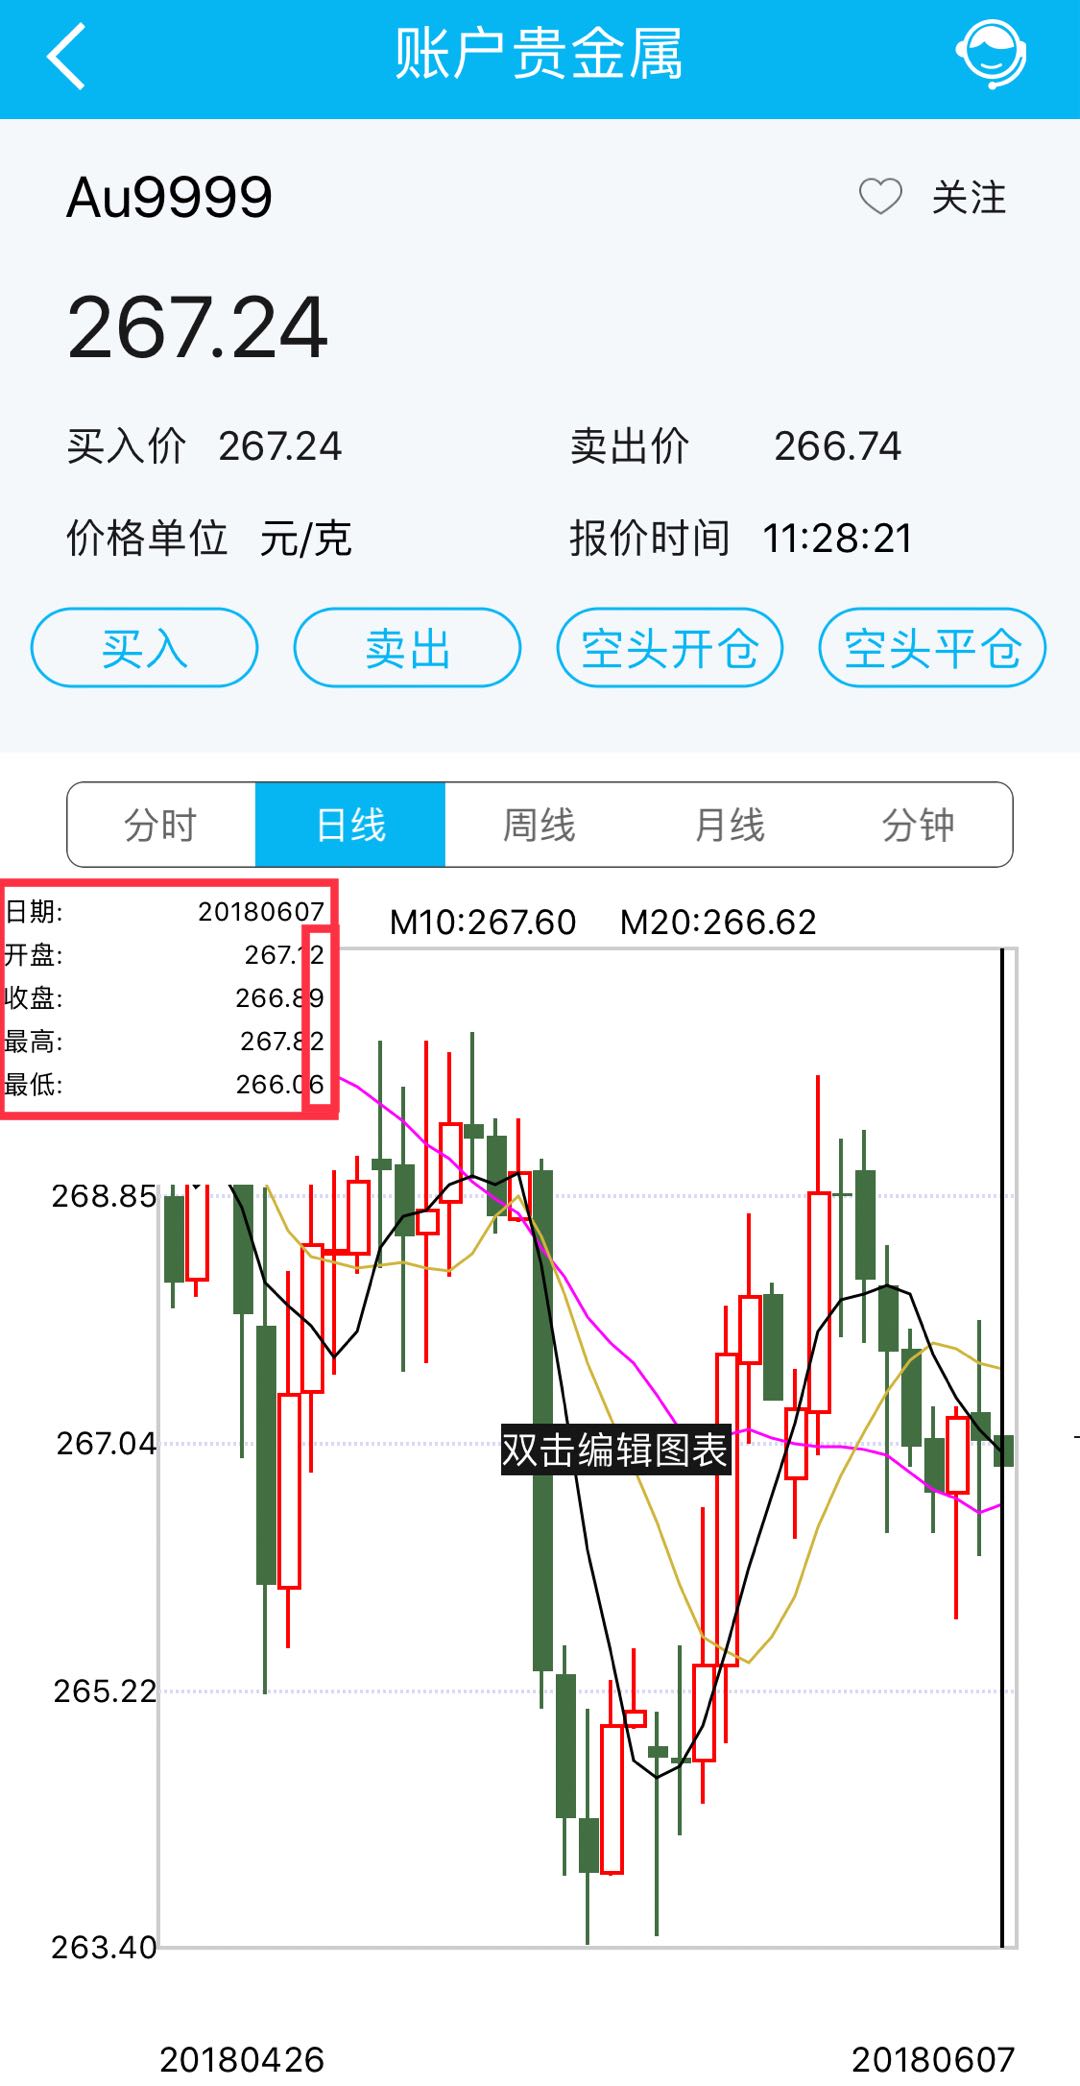 账户贵金属
Au9999
关注
267.24
买入价 267.24 卖出价 266.74
价格单位 元/克 报价时间 11:28:21
买入 卖出 空头开仓 空头平仓
分时 日线 周线 月线 分钟
日期: 20180607
开盘: 267.12
收盘: 266.89
最高: 267.82
最低: 266.06
M10:267.60 M20:266.62
268.85
267.04
双击编辑图表
265.22
263.40
20180426 20180607